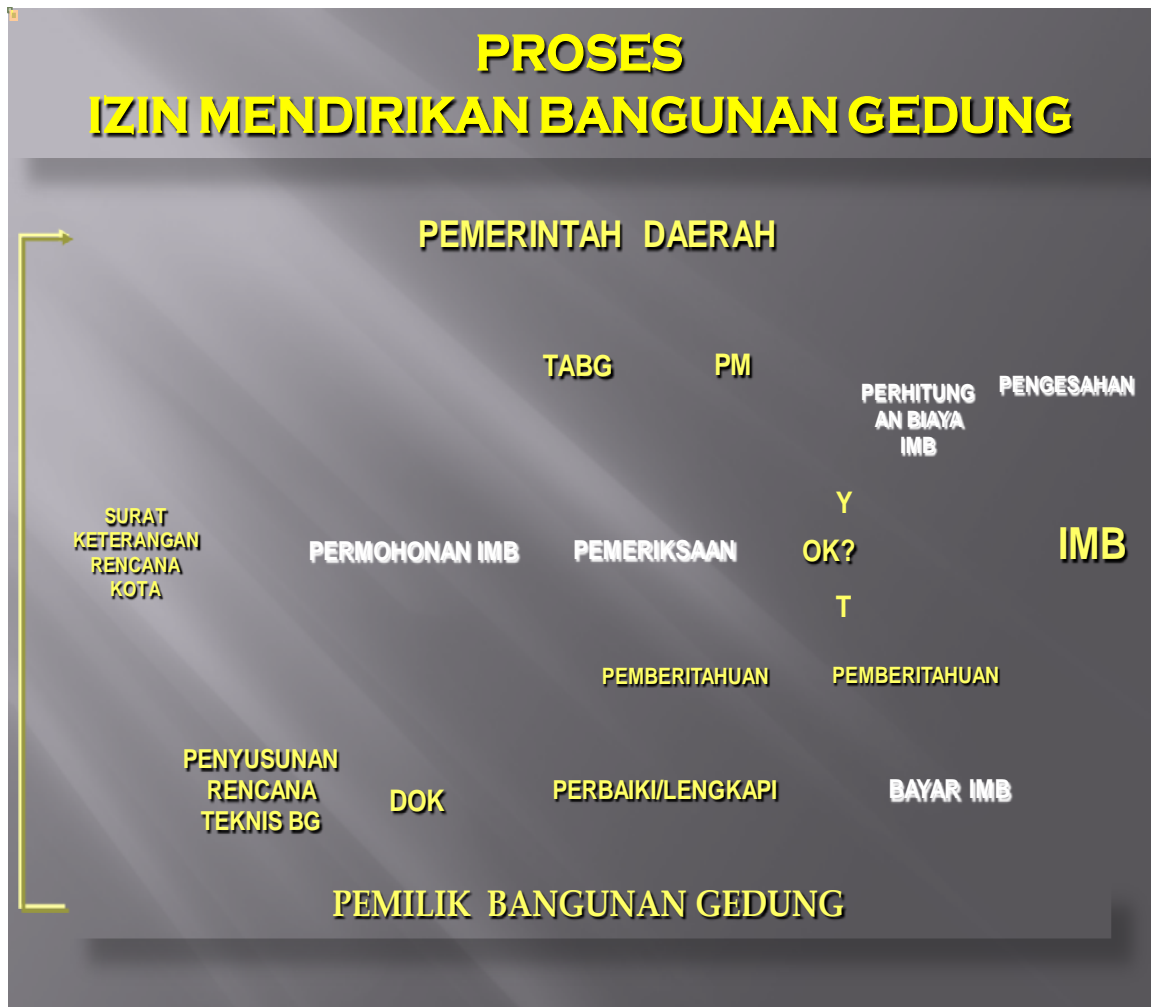 PROSES
IZIN MENDIRIKAN BANGUNAN GEDUNG
PEMERINTAH DAERAH
TABG
PM
PERHITUNG
AN BIAYA
IMB
PENGESAHAN
SURAT
KETERANGAN
RENCANA
KOTA
PERMOHONAN IMB
PEMERIKSAAN
Y
OK?
T
IMB
PEMBERITAHUAN
PEMBERITAHUAN
PENYUSUNAN
RENCANA
TEKNIS BG
DOK
PERBAIKI/LENGKAPI
BAYAR IMB
PEMILIK BANGUNAN GEDUNG